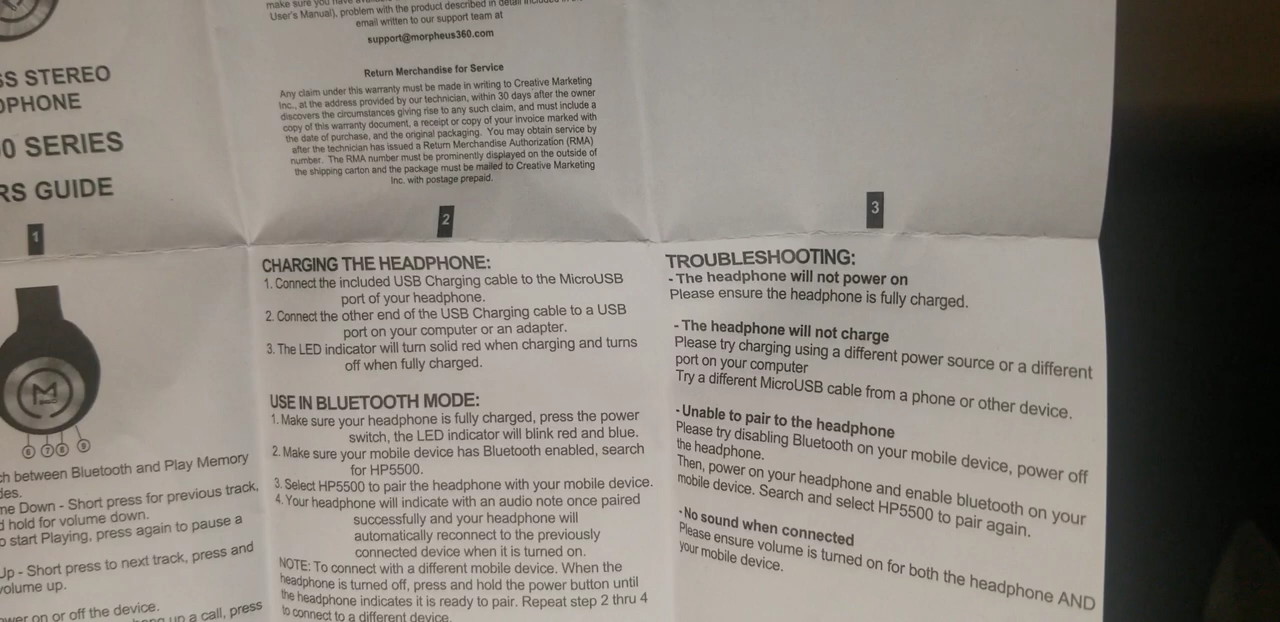 SS STEREO
PHONE
0 SERIES
RS GUIDE
1
make sure you have
User's Manual), problem with the product described in detail included in the
email written to our support team at
support@morpheus360.com
Return Merchandise for Service
Any claim under this warranty must be made in writing to Creative Marketing
Inc., at the address provided by our technician, within 30 days after the owner
discovers the circumstances giving rise to any such claim, and must include a
copy of this warranty document, a receipt or copy of your invoice marked with
the date of purchase, and the original packaging. You may obtain service by
after the technician has issued a Return Merchandise Authorization (RMA)
number. The RMA number must be prominently displayed on the outside of
the shipping carton and the package must be mailed to Creative Marketing
Inc. with postage prepaid.
2
3
M
6 7 8 9
ch between Bluetooth and Play Memory
des.
me Down - Short press for previous track,
d hold for volume down.
o start Playing, press again to pause a
Up - Short press to next track, press and
volume up.
ower on or off the device.
hang up a call, press
CHARGING THE HEADPHONE:
1. Connect the included USB Charging cable to the MicroUSB
port of your headphone.
2. Connect the other end of the USB Charging cable to a USB
port on your computer or an adapter.
3. The LED indicator will turn solid red when charging and turns
off when fully charged.
USE IN BLUETOOTH MODE:
1. Make sure your headphone is fully charged, press the power
switch, the LED indicator will blink red and blue.
2. Make sure your mobile device has Bluetooth enabled, search
for HP5500.
3. Select HP5500 to pair the headphone with your mobile device.
4. Your headphone will indicate with an audio note once paired
successfully and your headphone will
automatically reconnect to the previously
connected device when it is turned on.
NOTE: To connect with a different mobile device. When the
headphone is turned off, press and hold the power button until
the headphone indicates it is ready to pair. Repeat step 2 thru 4
to connect to a different device.
TROUBLESHOOTING:
- The headphone will not power on
Please ensure the headphone is fully charged.
- The headphone will not charge
Please try charging using a different power source or a different
port on your computer
Try a different MicroUSB cable from a phone or other device.
- Unable to pair to the headphone
Please try disabling Bluetooth on your mobile device, power off
the headphone.
Then, power on your headphone and enable bluetooth on your
mobile device. Search and select HP5500 to pair again.
- No sound when connected
Please ensure volume is turned on for both the headphone AND
your mobile device.